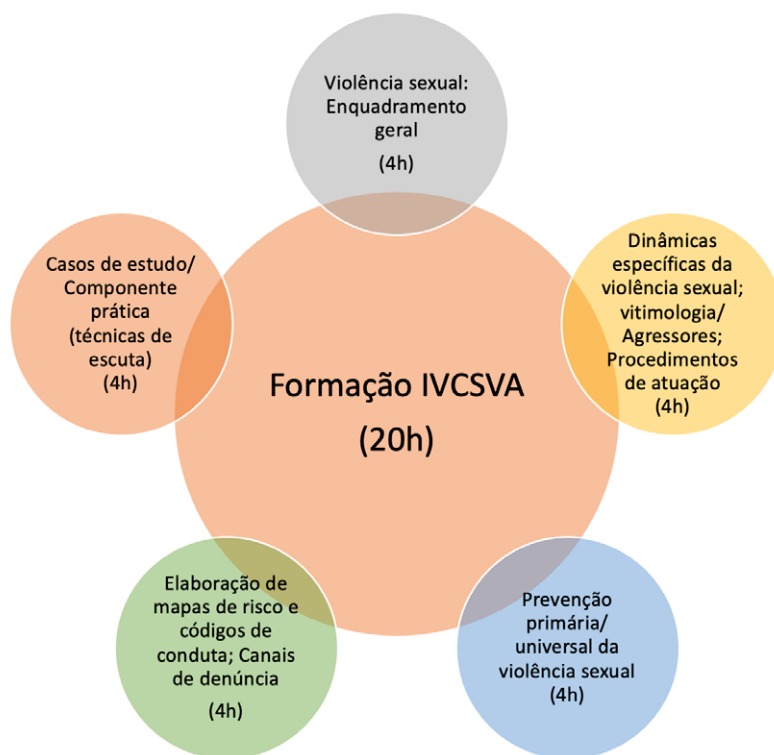 Violência sexual:
Enquadramento
geral
(4h)
Dinâmicas
específicas da
violência sexual;
vitimologia/
Agressores;
Procedimentos
de atuação
(4h)
Prevenção
primária/
universal da
violência sexual
(4h)
Elaboração de
mapas de risco e
códigos de
conduta; Canais
de denúncia
(4h)
Casos de estudo/
Componente
prática
(técnicas de
escuta)
(4h)
Formação IVCSVA
(20h)